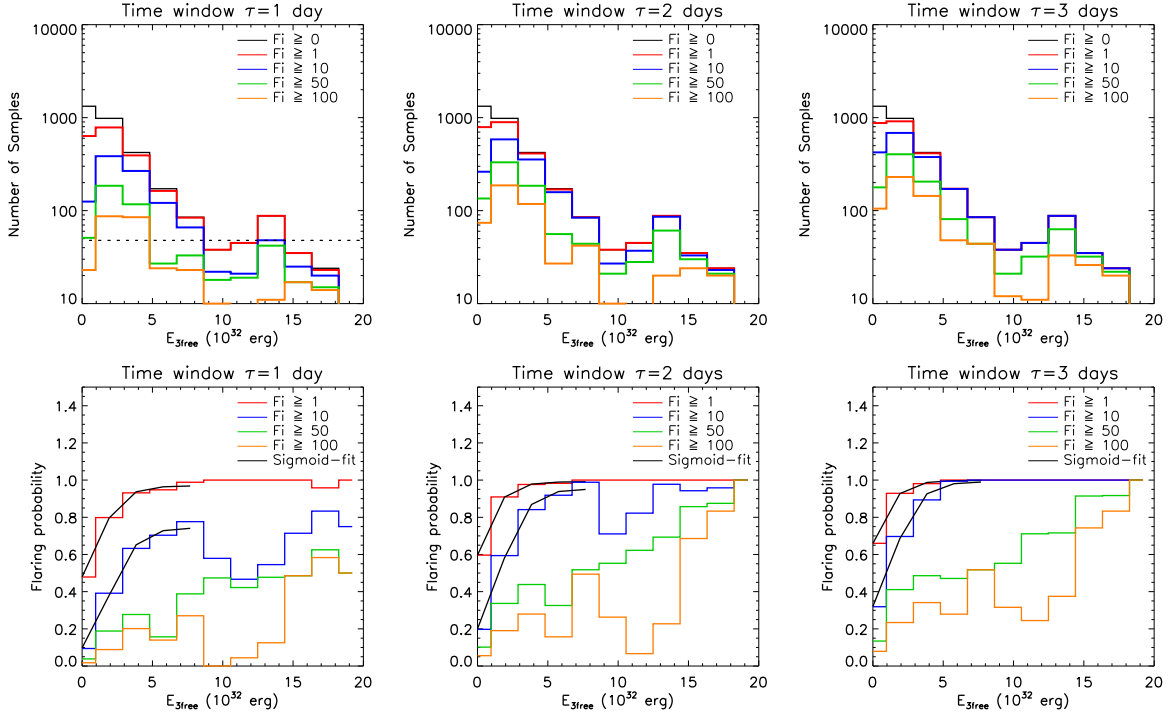 Time window τ=1 day
Number of Samples
10000
1000
100
10
Fi ≧ 0
Fi ≧ 1
Fi ≧ 10
Fi ≧ 50
Fi ≧ 100
0 5 10 15 20
E3free (10^32 erg)
Time window τ=2 days
Number of Samples
10000
1000
100
10
Fi ≧ 0
Fi ≧ 1
Fi ≧ 10
Fi ≧ 50
Fi ≧ 100
0 5 10 15 20
E3free (10^32 erg)
Time window τ=3 days
Number of Samples
10000
1000
100
10
Fi ≧ 0
Fi ≧ 1
Fi ≧ 10
Fi ≧ 50
Fi ≧ 100
0 5 10 15 20
E3free (10^32 erg)
Time window τ=1 day
Flaring probability
1.4
1.2
1.0
0.8
0.6
0.4
0.2
0.0
Fi ≧ 1
Fi ≧ 10
Fi ≧ 50
Fi ≧ 100
Sigmoid-fit
0 5 10 15 20
E3free (10^32 erg)
Time window τ=2 days
Flaring probability
1.4
1.2
1.0
0.8
0.6
0.4
0.2
0.0
Fi ≧ 1
Fi ≧ 10
Fi ≧ 50
Fi ≧ 100
Sigmoid-fit
0 5 10 15 20
E3free (10^32 erg)
Time window τ=3 days
Flaring probability
1.4
1.2
1.0
0.8
0.6
0.4
0.2
0.0
Fi ≧ 1
Fi ≧ 10
Fi ≧ 50
Fi ≧ 100
Sigmoid-fit
0 5 10 15 20
E3free (10^32 erg)